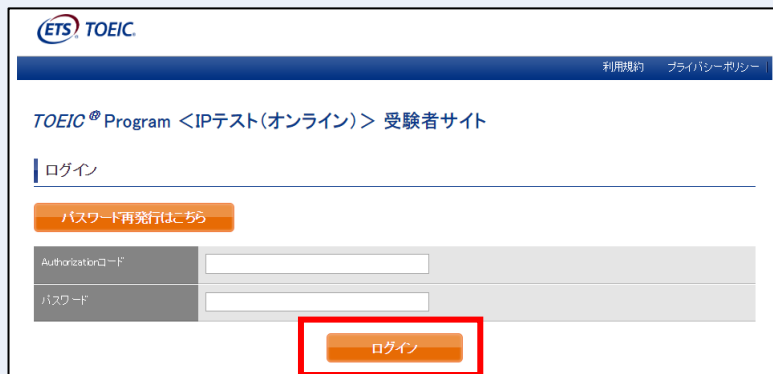 ETS TOEIC.
利用規約 プライバシーポリシー
TOEIC® Program ＜IPテスト(オンライン)＞ 受験者サイト
ログイン
パスワード再発行はこちら
Authorizationコード
パスワード
ログイン